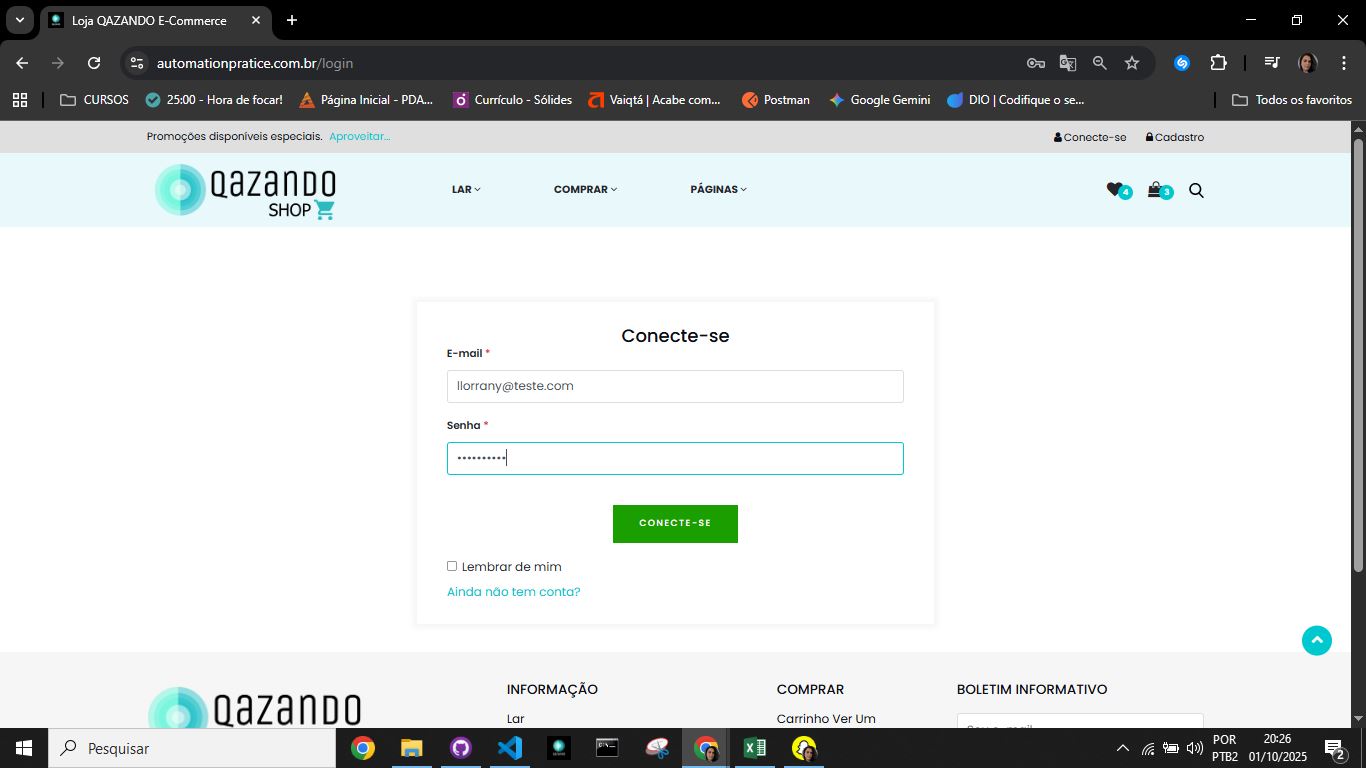 Loja QAZANDO E-Commerce
automationpratice.com.br/login
CURSOS 25:00 - Hora de focar! Página Inicial - PDA... Currículo - Sólides Vaiqtá | Acabe com... Postman Google Gemini DIO | Codifique o se... Todos os favoritos
Promoções disponíveis especiais. Aproveitar... Conecte-se Cadastro
QAZANDO
SHOP
LAR COMPRAR PÁGINAS 4 3
Conecte-se
E-mail *
llorrany@teste.com
Senha *
••••••••••
CONECTE-SE
Lembrar de mim
Ainda não tem conta?
QAZANDO
INFORMAÇÃO COMPRAR BOLETIM INFORMATIVO
Lar Carrinho Ver Um
Seu e-mail
Pesquisar
POR 20:26
PTB2 01/10/2025 2